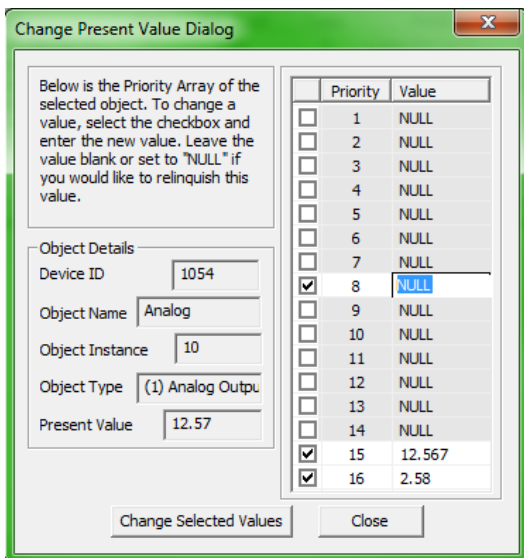 Change Present Value Dialog
X
Below is the Priority Array of the
selected object. To change a
value, select the checkbox and
enter the new value. Leave the
value blank or set to "NULL" if
you would like to relinquish this
value.
Object Details
Device ID 1054
Object Name Analog
Object Instance 10
Object Type (1) Analog Outpu
Present Value 12.57
Priority Value
1 NULL
2 NULL
3 NULL
4 NULL
5 NULL
6 NULL
7 NULL
8 NULL
9 NULL
10 NULL
11 NULL
12 NULL
13 NULL
14 NULL
15 12.567
16 2.58
Change Selected Values Close